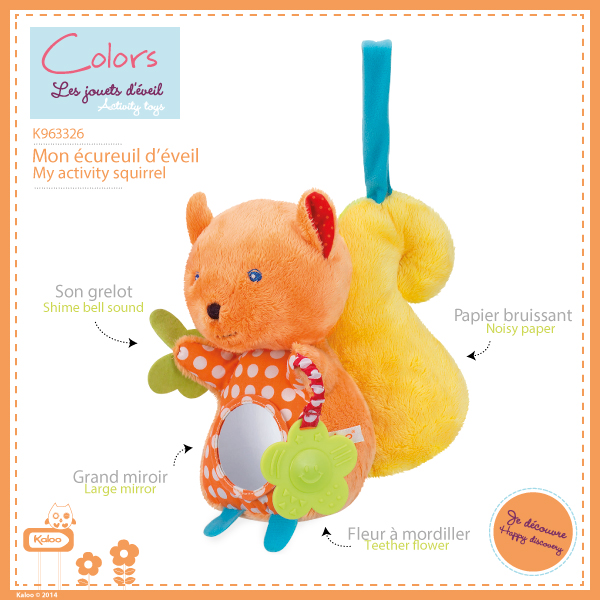 Colors
Les jouets d'éveil
Activity toys
K963326
Mon écureuil d'éveil
My activity squirrel
Son grelot
Shime bell sound
Papier bruissant
Noisy paper
Grand miroir
Large mirror
Fleur à mordiller
Teether flower
Je découvre
Happy discovery
Kaloo
Kaloo © 2014